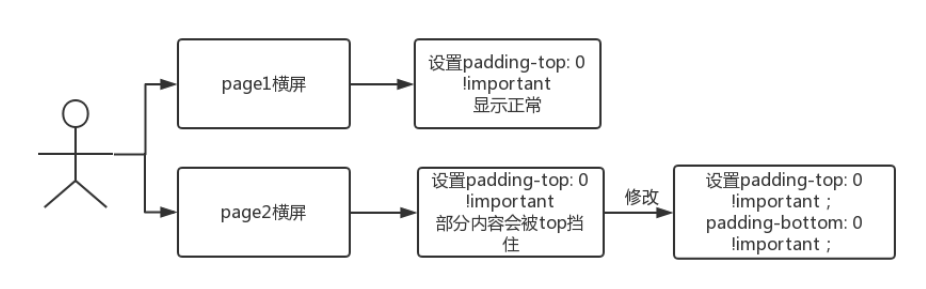 page1横屏
设置padding-top: 0
!important
显示正常
page2横屏
设置padding-top: 0
!important
部分内容会被top挡
住
修改
设置padding-top: 0
!important；
padding-bottom: 0
!important；